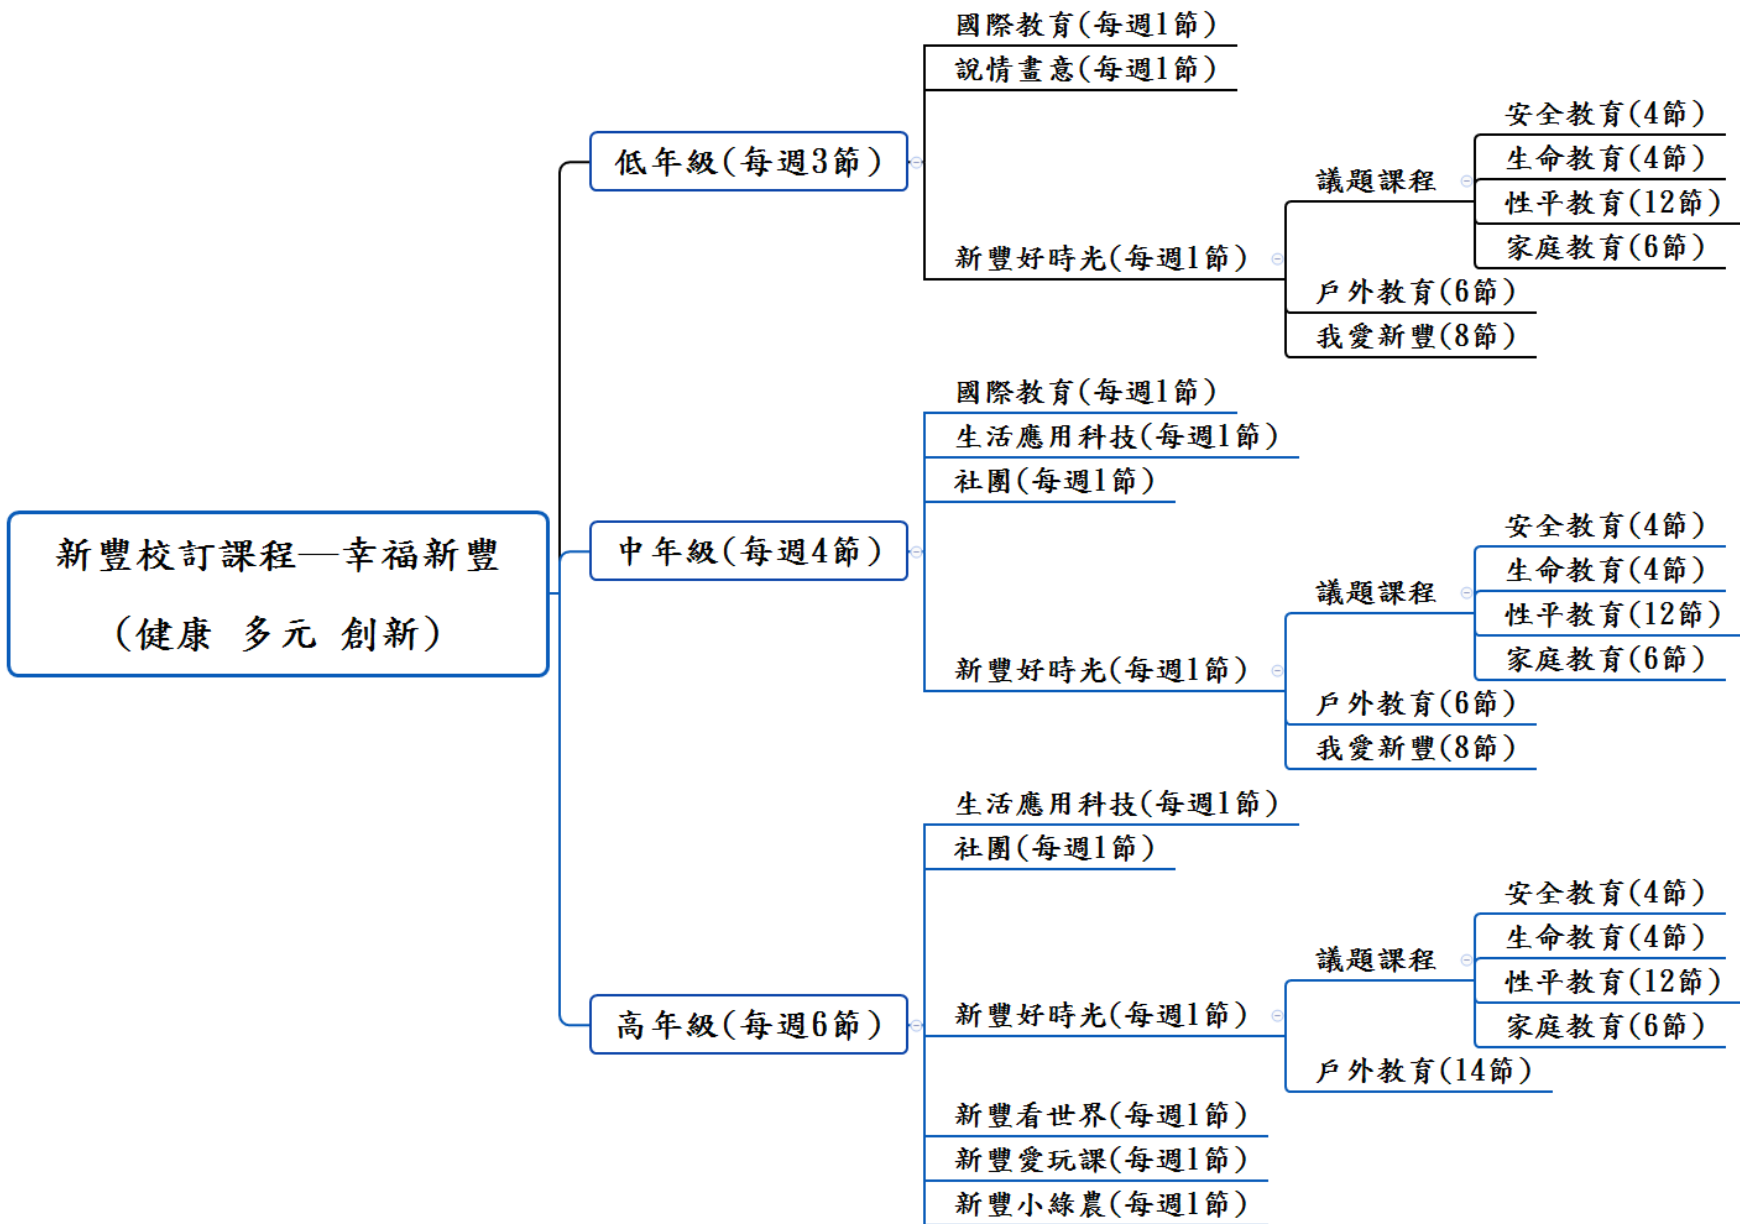 新豐校訂課程—幸福新豐
(健康 多元 創新)
低年級(每週3節)
國際教育(每週1節)
說情畫意(每週1節)
新豐好時光(每週1節)
議題課程
安全教育(4節)
生命教育(4節)
性平教育(12節)
家庭教育(6節)
戶外教育(6節)
我愛新豐(8節)
中年級(每週4節)
國際教育(每週1節)
生活應用科技(每週1節)
社團(每週1節)
新豐好時光(每週1節)
議題課程
安全教育(4節)
生命教育(4節)
性平教育(12節)
家庭教育(6節)
戶外教育(6節)
我愛新豐(8節)
高年級(每週6節)
生活應用科技(每週1節)
社團(每週1節)
新豐好時光(每週1節)
議題課程
安全教育(4節)
生命教育(4節)
性平教育(12節)
家庭教育(6節)
戶外教育(14節)
新豐看世界(每週1節)
新豐愛玩課(每週1節)
新豐小綠農(每週1節)